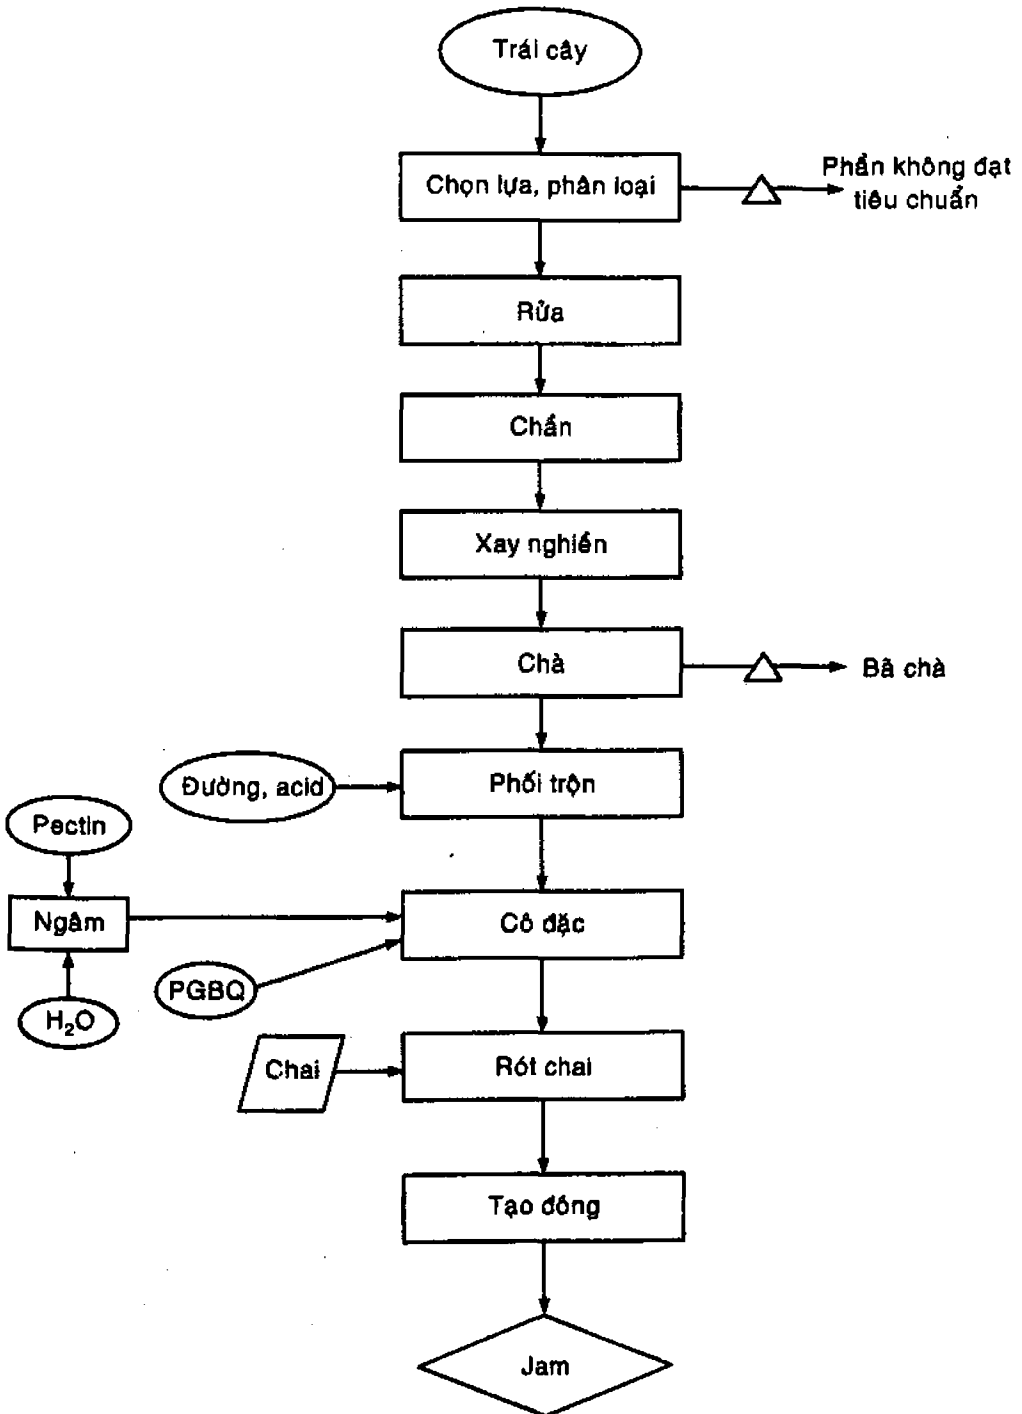 Trái cây
Chọn lựa, phân loại
Phần không đạt
tiêu chuẩn
Rửa
Chần
Xay nghiền
Chà
Bã chà
Đường, acid
Phối trộn
Pectin
Ngâm
Cô đặc
PGBQ
H₂O
Chai
Rót chai
Tạo đông
Jam